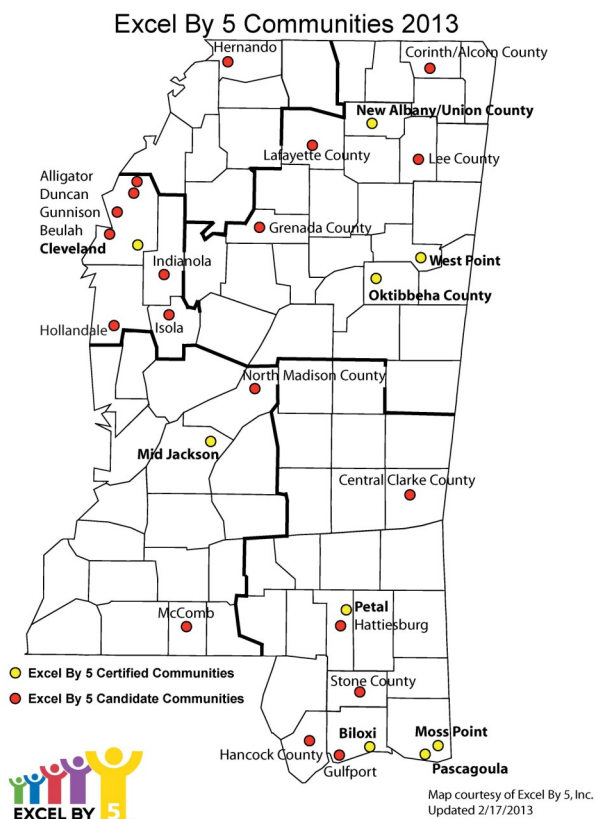 Excel By 5 Communities 2013
Hernando
Corinth/Alcorn County
New Albany/Union County
Lafayette County
Lee County
Alligator
Duncan
Gunnison
Beulah
Cleveland
Grenada County
West Point
Indianola
Oktibbeha County
Hollandale
Isola
North Madison County
Mid Jackson
Central Clarke County
McComb
Petal
Hattiesburg
Excel By 5 Certified Communities
Excel By 5 Candidate Communities
Stone County
Biloxi
Moss Point
Hancock County
Gulfport
Pascagoula
EXCEL BY 5
Map courtesy of Excel By 5, Inc.
Updated 2/17/2013